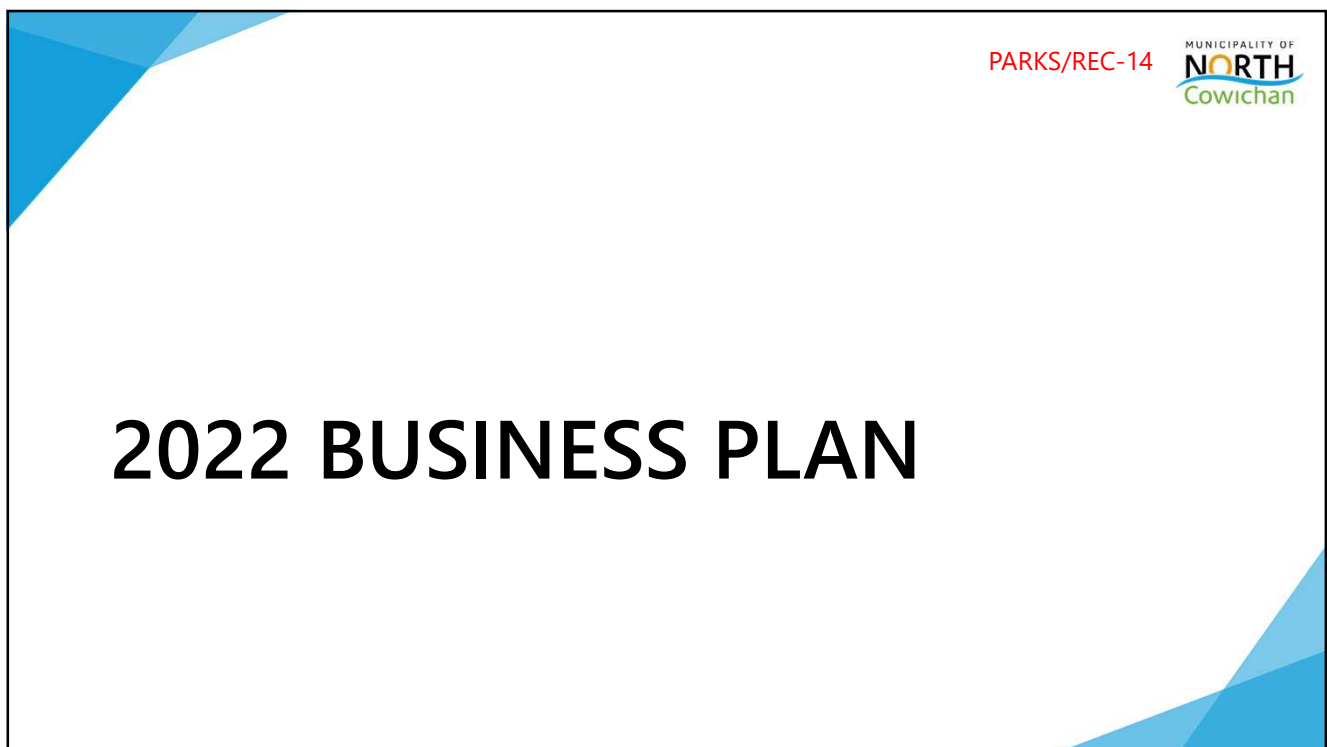 PARKS/REC-14
MUNICIPALITY OF
NORTH
Cowichan
2022 BUSINESS PLAN